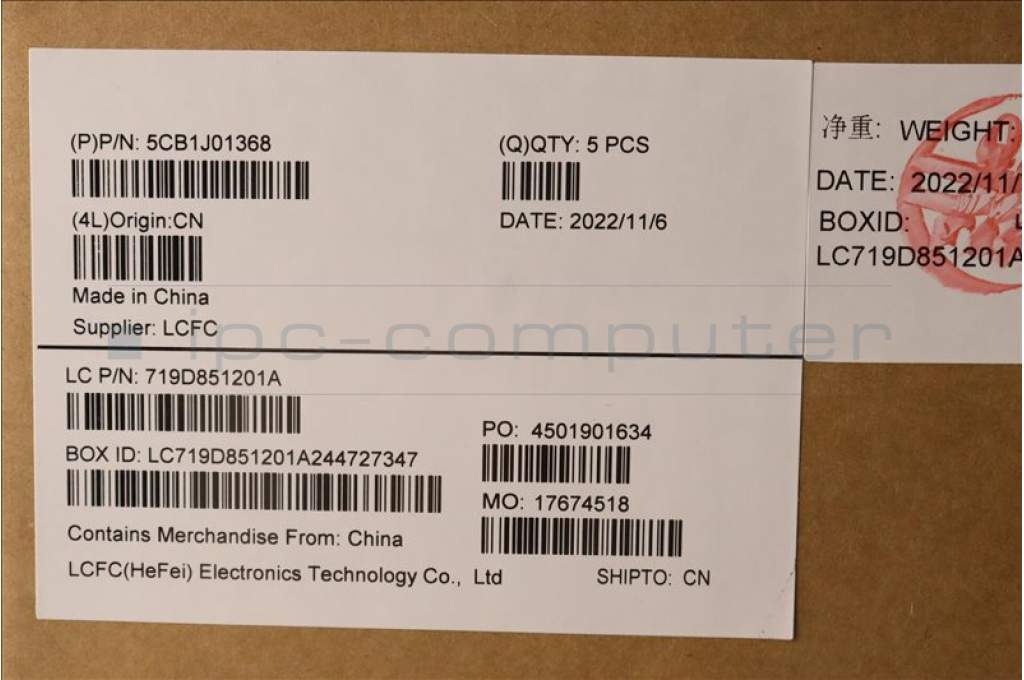 (P)P/N: 5CB1J01368
(Q)QTY: 5 PCS
(4L)Origin:CN
DATE: 2022/11/6
Made in China
Supplier: LCFC
LC P/N: 719D851201A
PO: 4501901634
BOX ID: LC719D851201A244727347
MO: 17674518
Contains Merchandise From: China
LCFC(HeFei) Electronics Technology Co., Ltd
SHIPTO: CN
净重: WEIGHT:
DATE: 2022/11/
BOXID:
LC719D851201A
ipc-computer